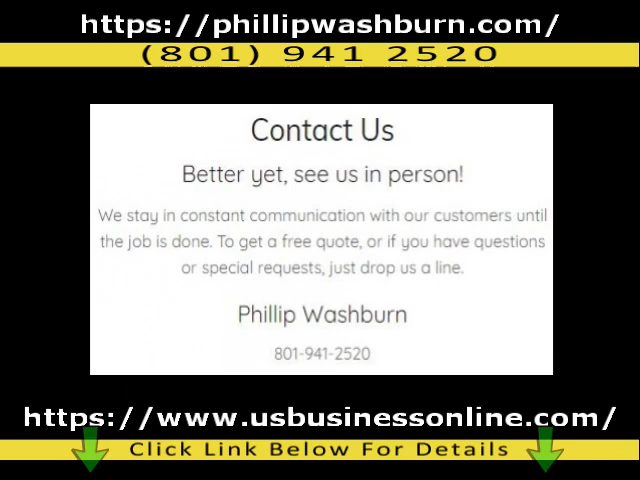 https://phillipwashburn.com/
(801) 941 2520
Contact Us
Better yet, see us in person!
We stay in constant communication with our customers until
the job is done. To get a free quote, or if you have questions
or special requests, just drop us a line.
Phillip Washburn
801-941-2520
https://www.usbusinessonline.com/
Click Link Below For Details